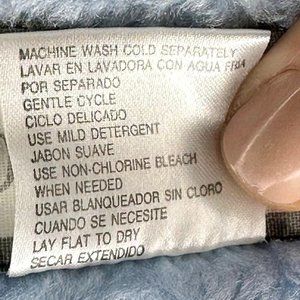 MACHINE WASH COLD SEPARATELY
LAVAR EN LAVADORA CON AGUA FRIA
POR SEPARADO
GENTLE CYCLE
CICLO DELICADO
USE MILD DETERGENT
JABON SUAVE
USE NON-CHLORINE BLEACH
WHEN NEEDED
USAR BLANQUEADOR SIN CLORO
CUANDO SE NECESITE
LAY FLAT TO DRY
SECAR EXTENDIDO